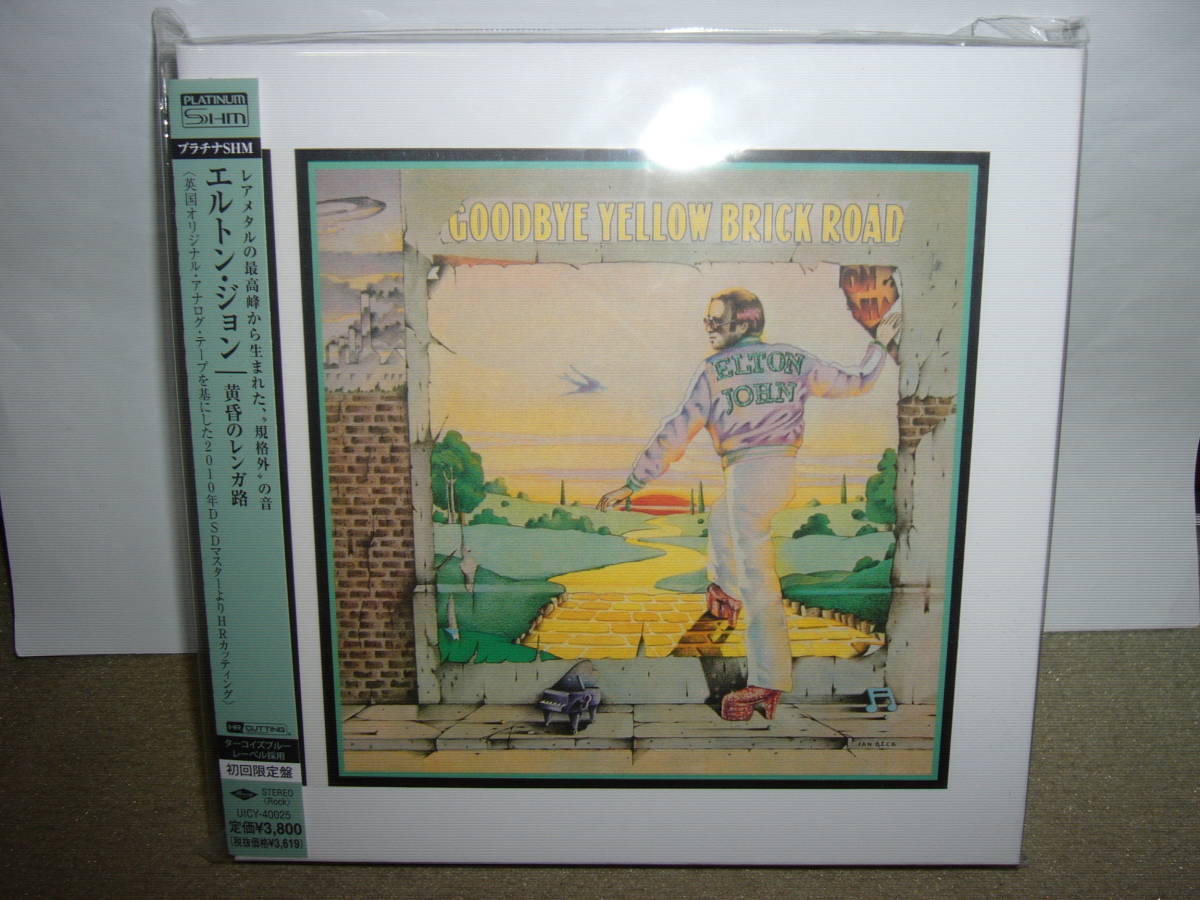 PLATINUM
SHM
プラチナSHM
レアメタルの最高峰から生まれた、“規格外”の音
エルトン・ジョン｜黄昏のレンガ路
〈英国オリジナル・アナログ・テープを基にした2010年DSDマスターよりHRカッティング〉
HR CUTTING
ターコイズブルー
レーベル採用
初回限定盤
STEREO
(Rock)
UICY-40025
定価¥3,800
(税抜価格¥3,619)
GOODBYE YELLOW BRICK ROAD
ELTON
JOHN
IAN BECK